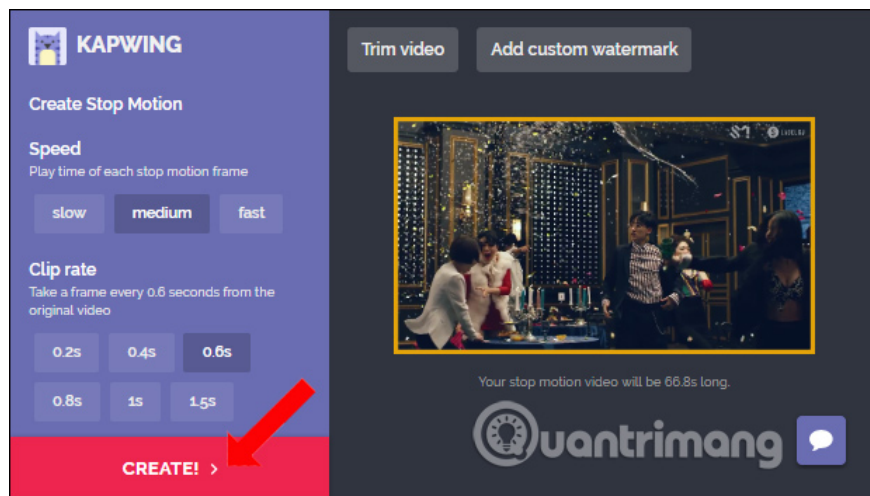 KAPWING
Create Stop Motion
Speed
Play time of each stop motion frame
slow medium fast
Clip rate
Take a frame every 0.6 seconds from the
original video
0.2s 0.4s 0.6s
0.8s 1s 1.5s
CREATE! >
Trim video Add custom watermark
Your stop motion video will be 66.8s long.
Quantrimang